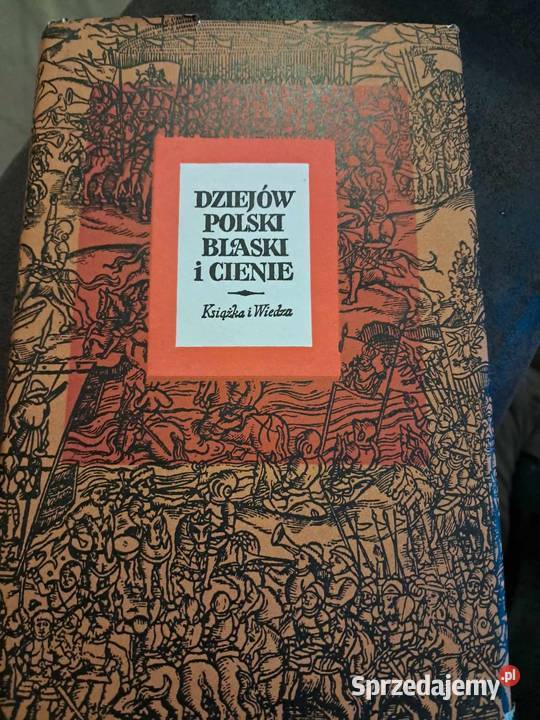 DZIEJÓW
POLSKI
BLASKI
i CIENIE
Książka i Wiedza
Sprzedajemy.pl